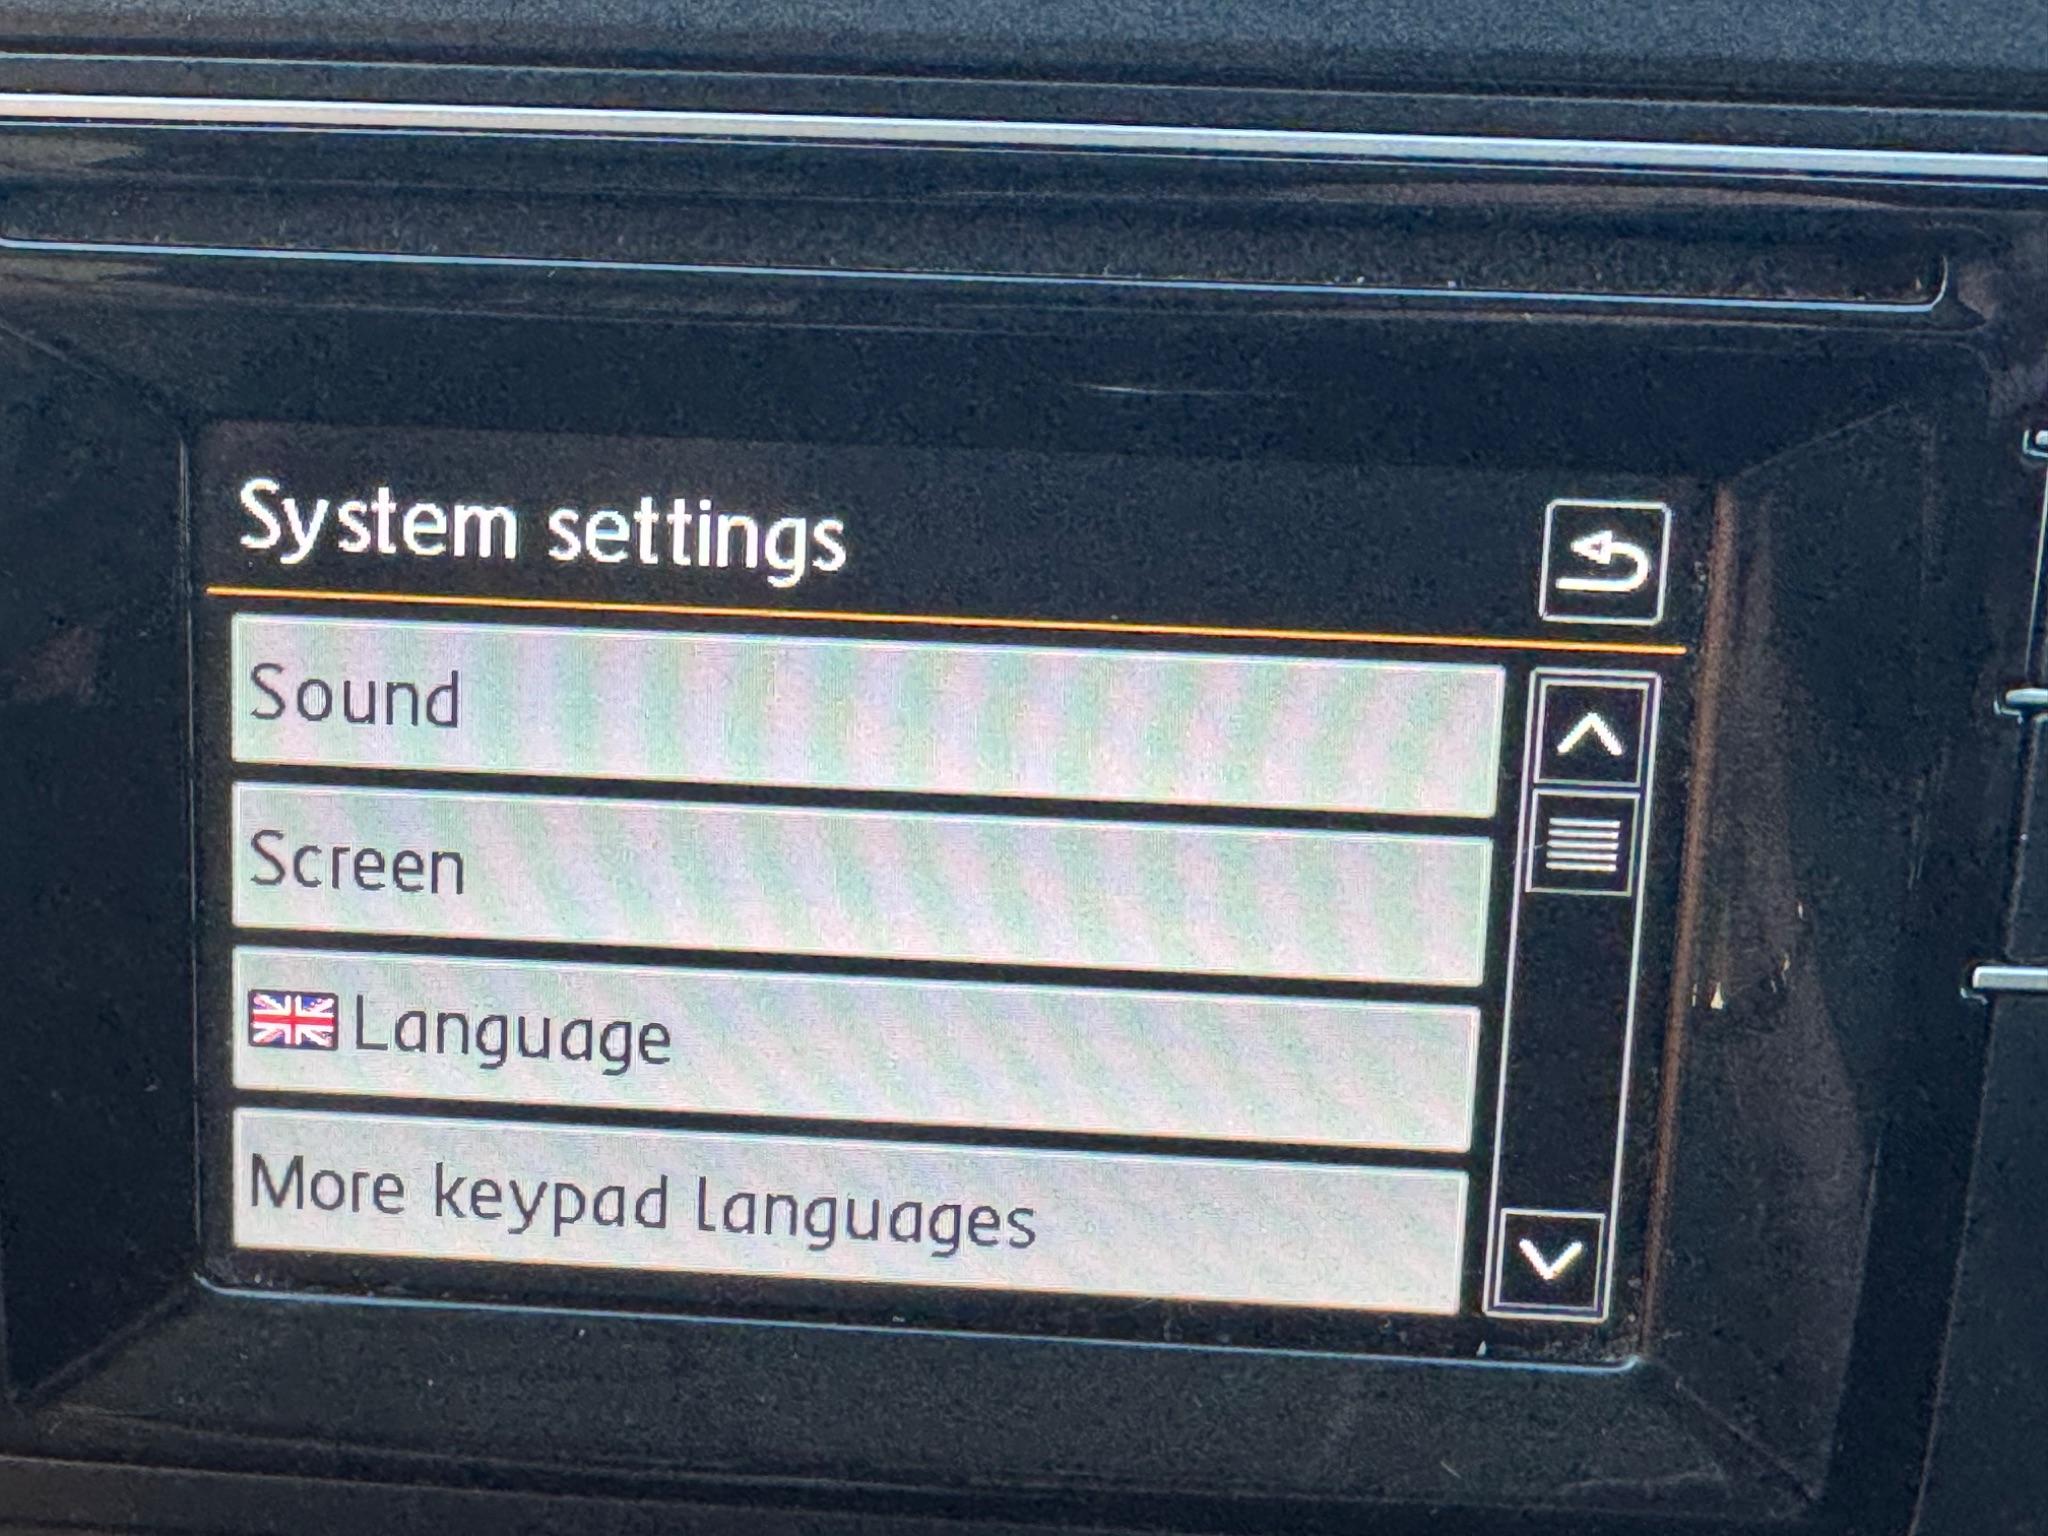 System settings
Sound
Screen
Language
More keypad languages